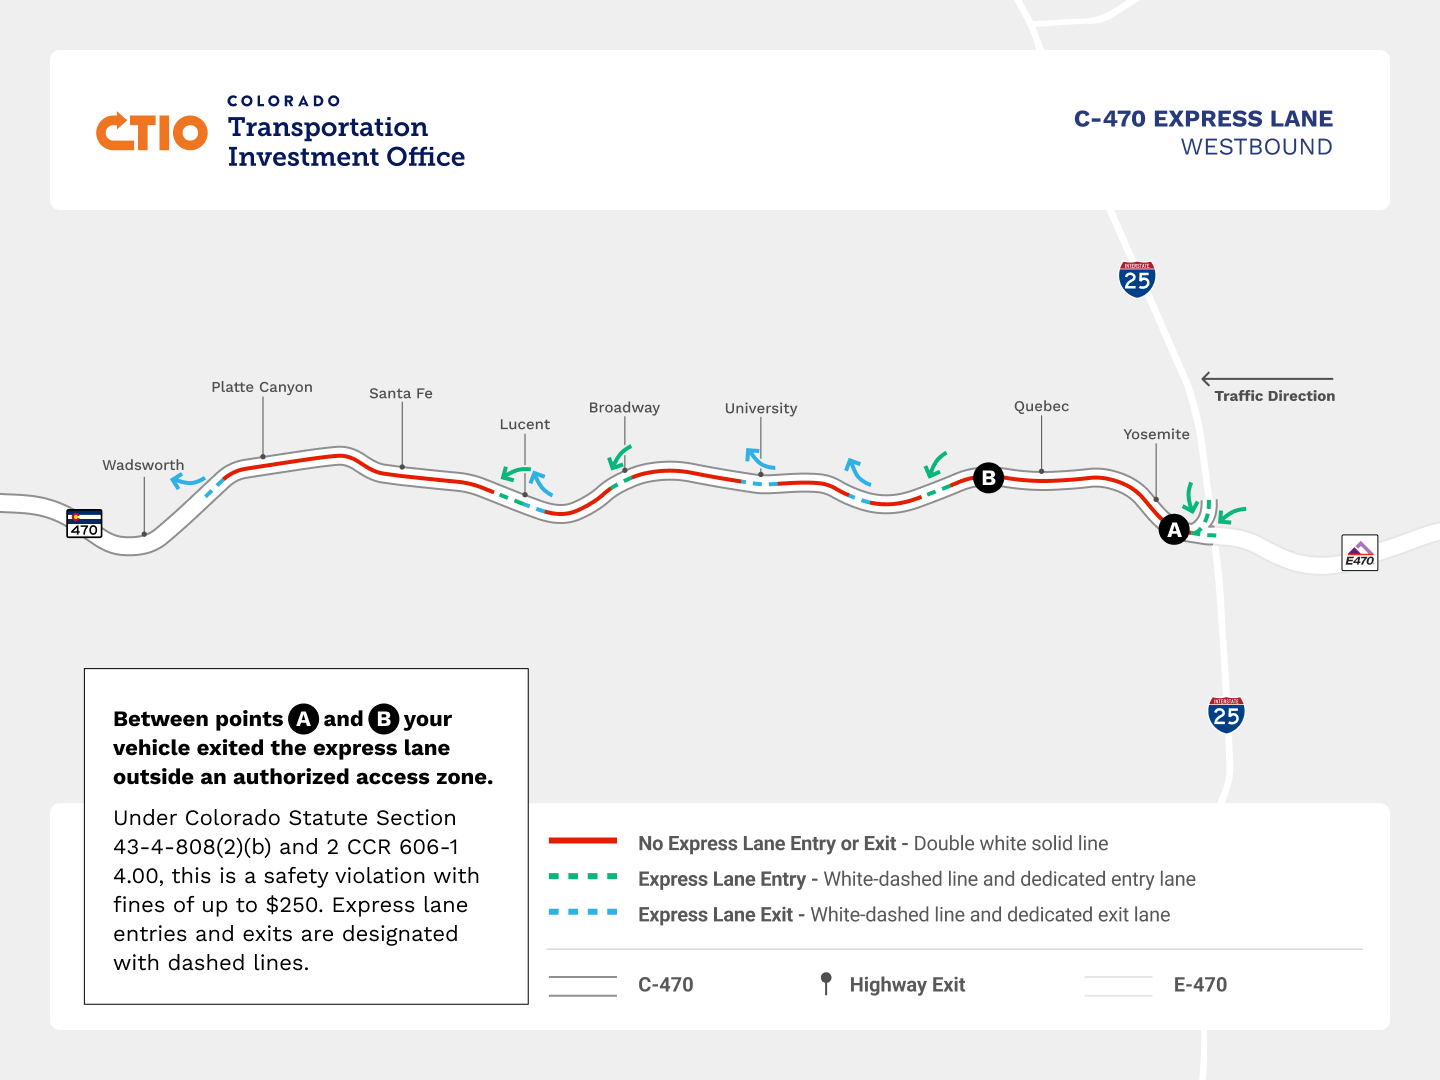 CTIO
COLORADO
Transportation
Investment Office
C-470 EXPRESS LANE
WESTBOUND
INTERSTATE
25
Traffic Direction
Platte Canyon
Santa Fe
Broadway
University
Quebec
Lucent
Yosemite
Wadsworth
B
A
470
E470
INTERSTATE
25
Between points A and B your
vehicle exited the express lane
outside an authorized access zone.
Under Colorado Statute Section
43-4-808(2)(b) and 2 CCR 606-1
4.00, this is a safety violation with
fines of up to $250. Express lane
entries and exits are designated
with dashed lines.
No Express Lane Entry or Exit - Double white solid line
Express Lane Entry - White-dashed line and dedicated entry lane
Express Lane Exit - White-dashed line and dedicated exit lane
C-470
Highway Exit
E-470